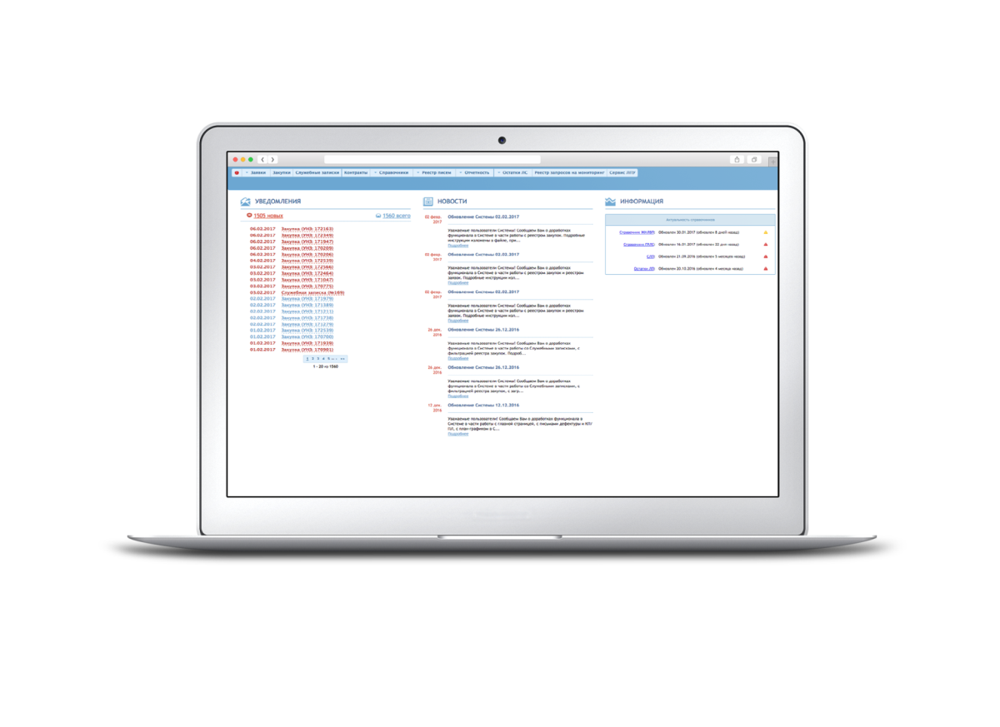 Заявки Закупки Служебные записки Контракты Справочники Реестр писем Отчетность Остатки ЛС Реестр запросов на мониторинг Сервис ЛПУ
УВЕДОМЛЕНИЯ
1505 новых 1560 всего
06.02.2017 Закупка (УНЗ: 172163)
06.02.2017 Закупка (УНЗ: 172349)
06.02.2017 Закупка (УНЗ: 171947)
06.02.2017 Закупка (УНЗ: 170209)
06.02.2017 Закупка (УНЗ: 170206)
04.02.2017 Закупка (УНЗ: 172539)
03.02.2017 Закупка (УНЗ: 172566)
03.02.2017 Закупка (УНЗ: 172464)
03.02.2017 Закупка (УНЗ: 171047)
03.02.2017 Закупка (УНЗ: 170775)
03.02.2017 Служебная записка (№169)
02.02.2017 Закупка (УНЗ: 171979)
02.02.2017 Закупка (УНЗ: 171389)
02.02.2017 Закупка (УНЗ: 171211)
02.02.2017 Закупка (УНЗ: 171738)
02.02.2017 Закупка (УНЗ: 171279)
01.02.2017 Закупка (УНЗ: 172539)
01.02.2017 Закупка (УНЗ: 170700)
01.02.2017 Закупка (УНЗ: 171939)
01.02.2017 Закупка (УНЗ: 170901)
1 2 3 4 5 ... >>
1 - 20 из 1560
НОВОСТИ
02 февр. 2017
Обновление Системы 02.02.2017
Уважаемые пользователи Системы! Сообщаем Вам о доработках
функционала в Системе в части работы с реестром закупок. Подробные
инструкции изложены в файле, при...
Подробнее
02 февр. 2017
Обновление Системы 02.02.2017
Уважаемые пользователи Системы! Сообщаем Вам о доработках
функционала в Системе в части работы с реестром закупок и реестром
заявок. Подробные инструкции изл...
Подробнее
02 февр. 2017
Обновление Системы 02.02.2017
Уважаемые пользователи Системы! Сообщаем Вам о доработках
функционала в Системе в части работы с реестром закупок и реестром
заявок. Подробные инструкции изл...
Подробнее
26 дек. 2016
Обновление Системы 26.12.2016
Уважаемые пользователи Системы! Сообщаем Вам о доработках
функционала в Системе в части работы со Служебными записками, с
фильтрацией реестра закупок. Подроб...
Подробнее
26 дек. 2016
Обновление Системы 26.12.2016
Уважаемые пользователи Системы! Сообщаем Вам о доработках
функционала в Системе в части работы со Служебными записками, с
фильтрацией реестра закупок, с загр...
Подробнее
12 дек. 2016
Обновление Системы 12.12.2016
Уважаемые пользователи! Сообщаем Вам о доработках функционала в
Системе в части работы с главной страницей, с письмами дефектуры и КП/
ПЛ, с план-графиком в С...
Подробнее
ИНФОРМАЦИЯ
Актуальность справочников
Справочник ЖНЛВП: Обновлен 30.01.2017 (обновлен 8 дней назад)
Справочник ГРЛС: Обновлен 16.01.2017 (обновлен 22 дня назад)
Обновлен 21.09.2016 (обновлен 5 месяцев назад)
Остатки ЛП: Обновлен 20.10.2016 (обновлен 4 месяца назад)